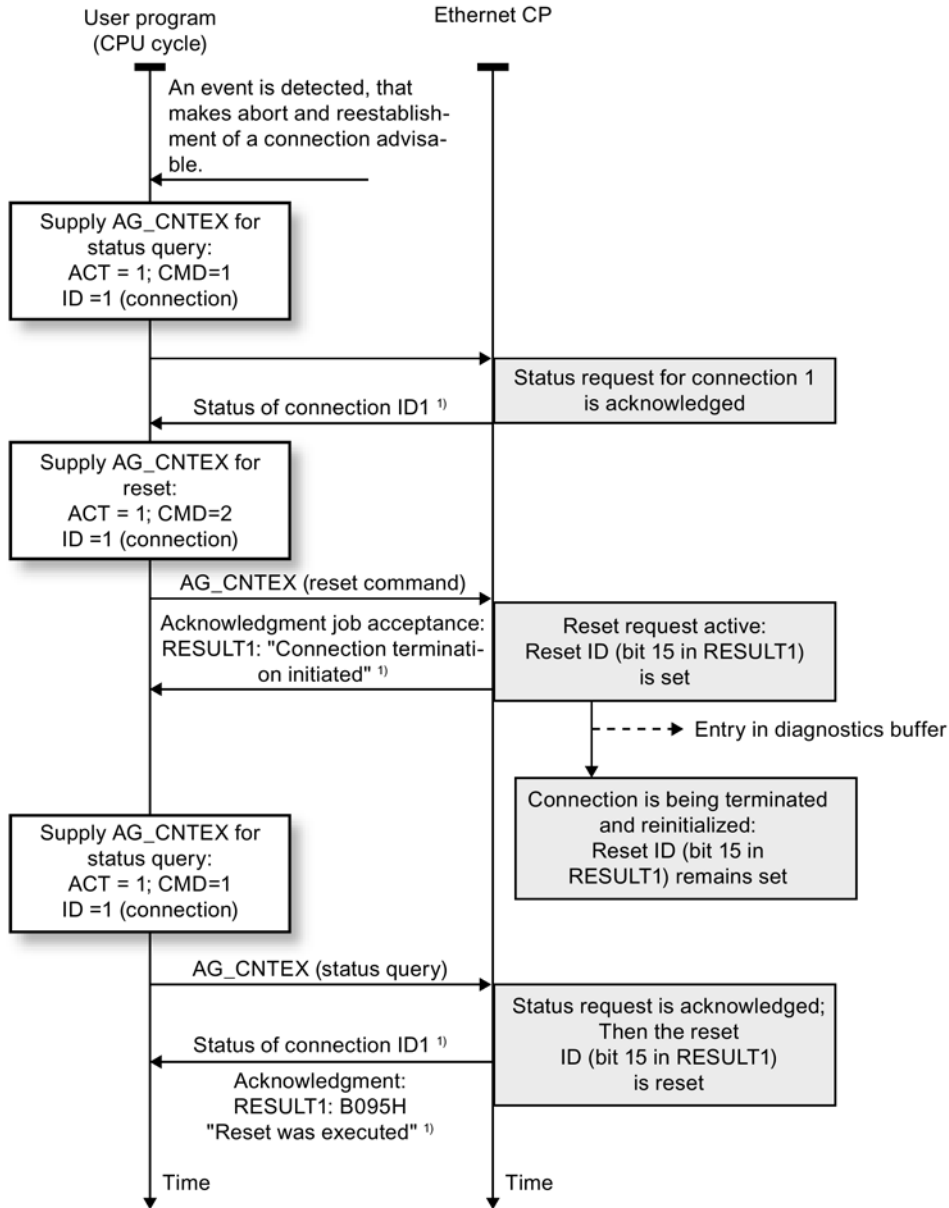 User program
(CPU cycle)
Ethernet CP
An event is detected, that
makes abort and reestablish-
ment of a connection advisa-
ble.
Supply AG_CNTEX for
status query:
ACT = 1; CMD=1
ID =1 (connection)
Status request for connection 1
is acknowledged
Status of connection ID1 1)
Supply AG_CNTEX for
reset:
ACT = 1; CMD=2
ID =1 (connection)
AG_CNTEX (reset command)
Acknowledgment job acceptance:
RESULT1: "Connection terminati-
on initiated" 1)
Reset request active:
Reset ID (bit 15 in RESULT1)
is set
Entry in diagnostics buffer
Connection is being terminated
and reinitialized:
Reset ID (bit 15 in
RESULT1) remains set
Supply AG_CNTEX for
status query:
ACT = 1; CMD=1
ID =1 (connection)
AG_CNTEX (status query)
Status request is acknowledged;
Then the reset
ID (bit 15 in RESULT1)
is reset
Status of connection ID1 1)
Acknowledgment:
RESULT1: B095H
"Reset was executed" 1)
Time
Time